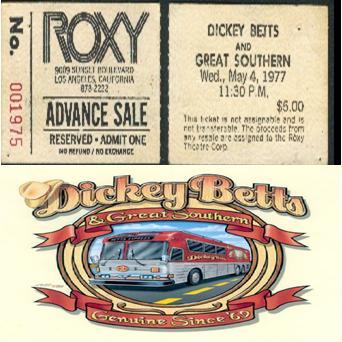 No. 001975
ROXY
9009 SUNSET BOULEVARD
LOS ANGELES, CALIFORNIA
878-2222
ADVANCE SALE
RESERVED • ADMIT ONE
NO REFUND / NO EXCHANGE
DICKEY BETTS
AND
GREAT SOUTHERN
Wed., May 4, 1977
11:30 P.M.
$5.00
This ticket is not assignable and is
not transferable. The proceeds from
any resale are assigned to the Roxy
Theatre Corp.
Dickey Betts
& Great Southern
Dickey Betts
Genuine Since '69